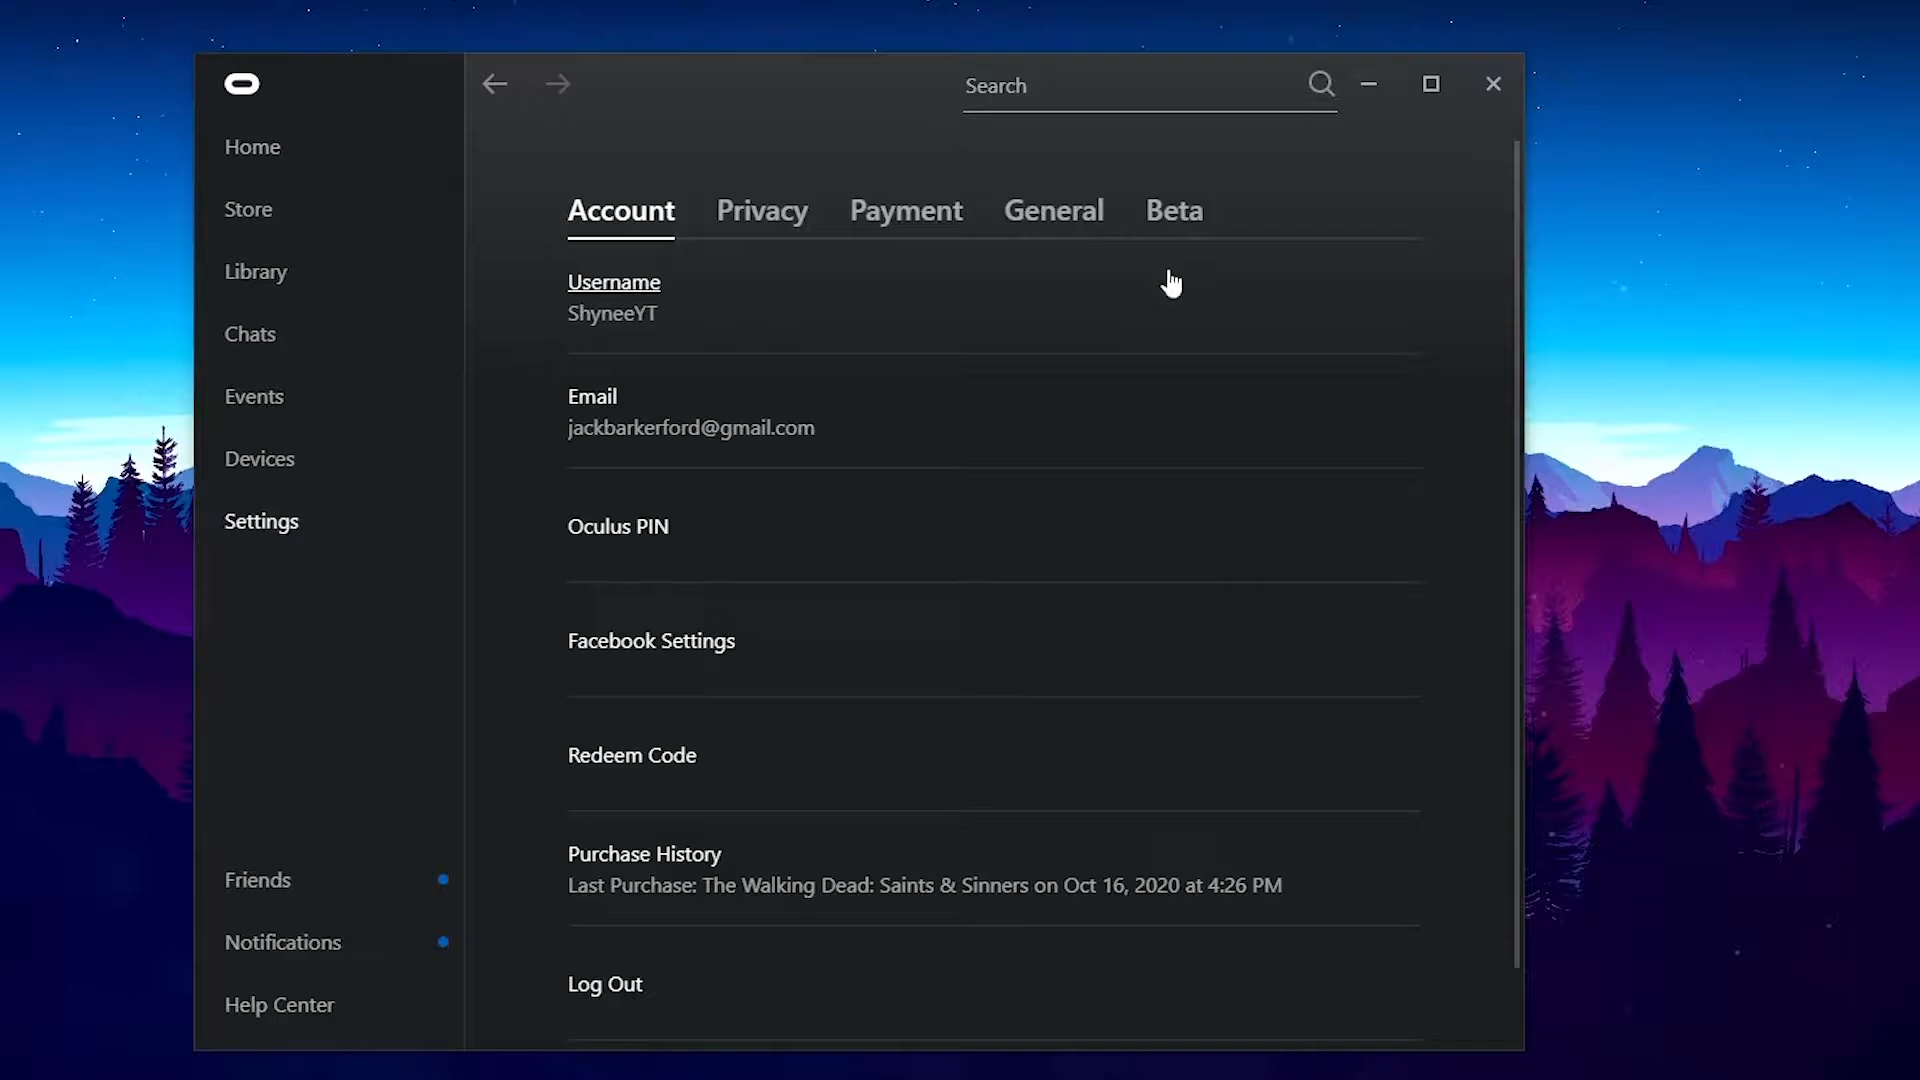 Search
Home
Store
Library
Chats
Events
Devices
Settings
Friends
Notifications
Help Center
Account Privacy Payment General Beta
Username
ShyneeYT
Email
jackbarkerford@gmail.com
Oculus PIN
Facebook Settings
Redeem Code
Purchase History
Last Purchase: The Walking Dead: Saints & Sinners on Oct 16, 2020 at 4:26 PM
Log Out